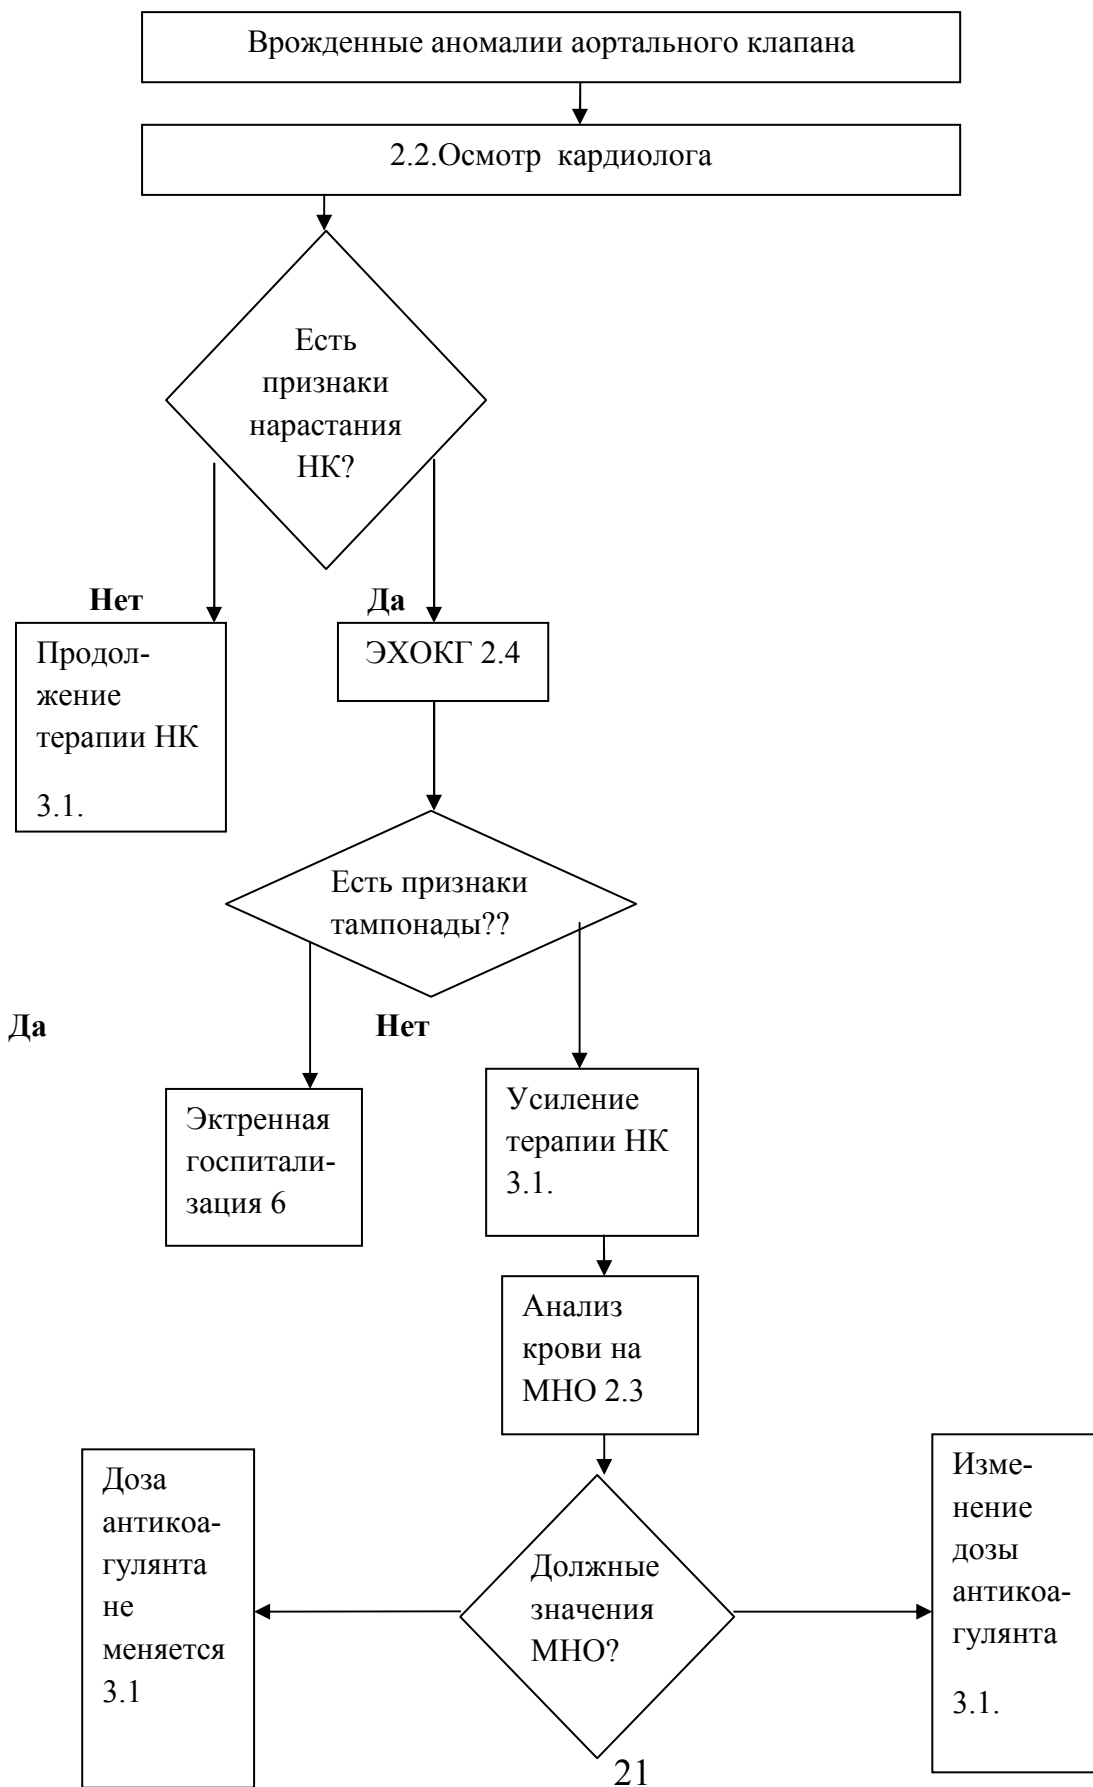 Врожденные аномалии аортального клапана
2.2.Осмотр кардиолога
Есть
признаки
нарастания
НК?
Нет
Да
Продол-
жение
терапии НК
3.1.
ЭХОКГ 2.4
Есть признаки
тампонады??
Да
Нет
Эктренная
госпитали-
зация 6
Усиление
терапии НК
3.1.
Анализ
крови на
МНО 2.3
Доза
антикоа-
гулянта
не
меняется
3.1
Должные
значения
МНО?
Изме-
нение
дозы
антикоа-
гулянта
3.1.
21